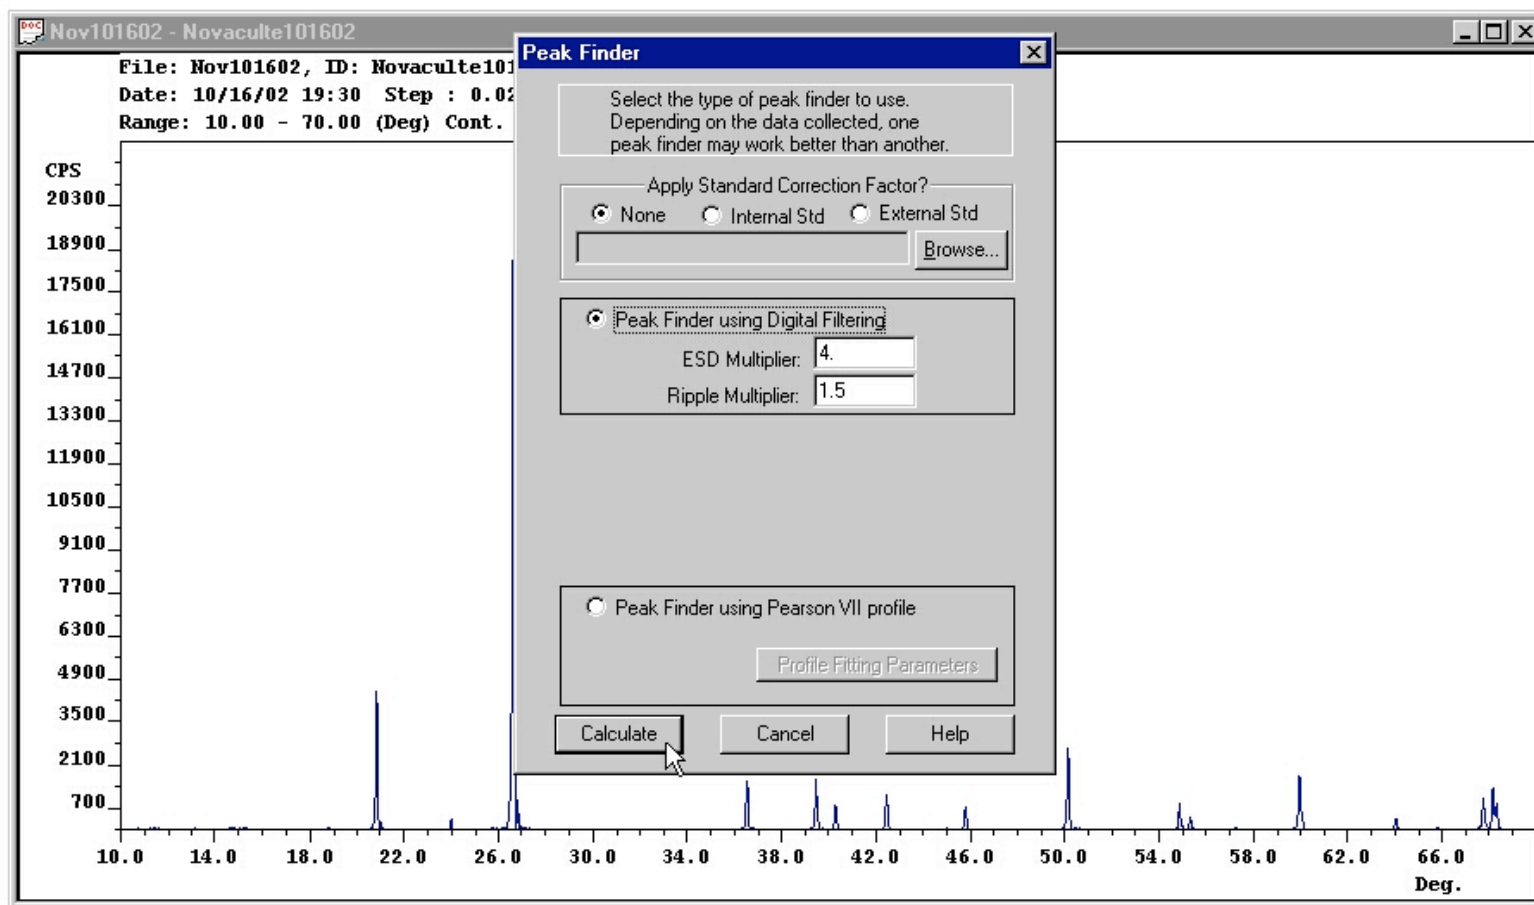 DOC
Nov101602 - Novaculte101602
File: Nov101602, ID: Novaculte101
Date: 10/16/02 19:30 Step : 0.02
Range: 10.00 - 70.00 (Deg) Cont.
CPS
20300
18900
17500
16100
14700
13300
11900
10500
9100
7700
6300
4900
3500
2100
700
10.0 14.0 18.0 22.0 26.0 30.0 34.0 38.0 42.0 46.0 50.0 54.0 58.0 62.0 66.0
Deg.
Peak Finder
Select the type of peak finder to use.
Depending on the data collected, one
peak finder may work better than another.
Apply Standard Correction Factor?
None Internal Std External Std
Browse...
Peak Finder using Digital Filtering
ESD Multiplier: 4.
Ripple Multiplier: 1.5
Peak Finder using Pearson VII profile
Profile Fitting Parameters
Calculate Cancel Help